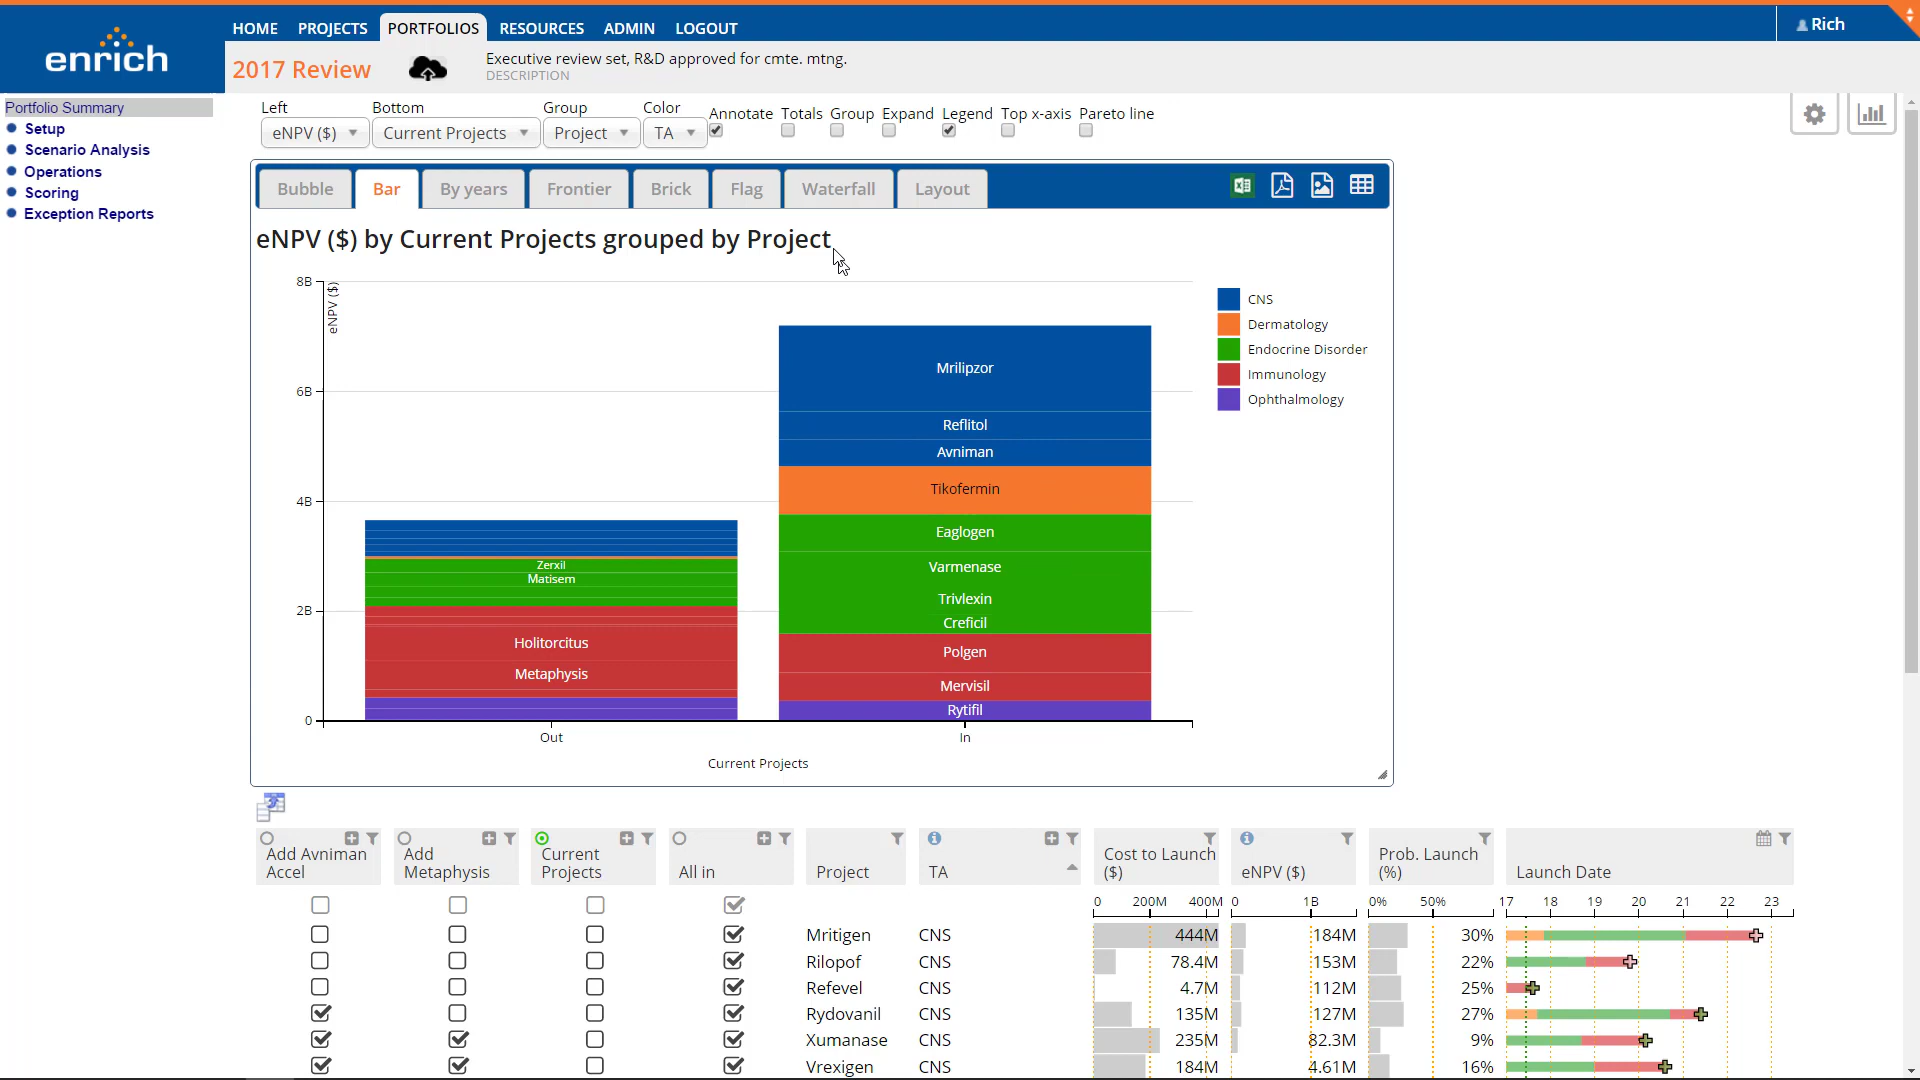 HOME PROJECTS PORTFOLIOS RESOURCES ADMIN LOGOUT Rich
enrich
2017 Review Executive review set, R&D approved for cmte. mtng.
DESCRIPTION
Portfolio Summary
Setup
Scenario Analysis
Operations
Scoring
Exception Reports
Left Bottom Group Color Annotate Totals Group Expand Legend Top x-axis Pareto line
eNPV ($) Current Projects Project TA
Bubble Bar By years Frontier Brick Flag Waterfall Layout
eNPV ($) by Current Projects grouped by Project
eNPV ($)
8B
6B
4B
2B
0
Zerxil
Matisem
Holitorcitus
Metaphysis
Mrilipzor
Reflitol
Avniman
Tikofermin
Eaglogen
Varmenase
Trivlexin
Creficil
Polgen
Mervisil
Rytifil
Out In
Current Projects
CNS
Dermatology
Endocrine Disorder
Immunology
Ophthalmology
Add Avniman Accel
Add Metaphysis
Current Projects
All in
Project
TA
Cost to Launch ($)
eNPV ($)
Prob. Launch (%)
Launch Date
0 200M 400M 0 1B 0% 50% 17 18 19 20 21 22 23
Mritigen CNS 444M 184M 30%
Rilopof CNS 78.4M 153M 22%
Refevel CNS 4.7M 112M 25%
Rydovanil CNS 135M 127M 27%
Xumanase CNS 235M 82.3M 9%
Vrexigen CNS 184M 4.61M 16%